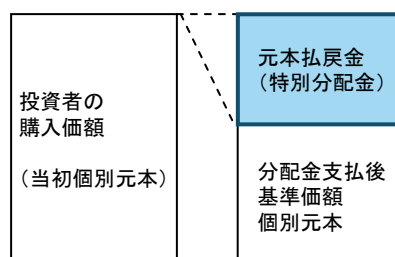 投資者の
購入価額
（当初個別元本）
元本払戻金
（特別分配金）
分配金支払後
基準価額
個別元本